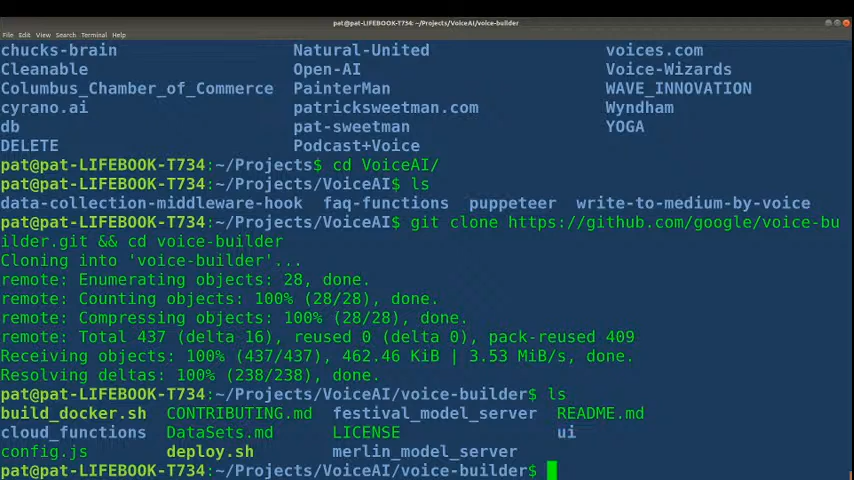 pat@pat-LIFEBOOK-T734: ~/Projects/VoiceAI/voice-builder
File Edit View Search Terminal Help
chucks-brain Natural-United voices.com
Cleanable Open-AI Voice-Wizards
Columbus_Chamber_of_Commerce PainterMan WAVE_INNOVATION
cyrano.ai patricksweetman.com Wyndham
db pat-sweetman YOGA
DELETE Podcast+Voice
pat@pat-LIFEBOOK-T734:~/Projects$ cd VoiceAI/
pat@pat-LIFEBOOK-T734:~/Projects/VoiceAI$ ls
data-collection-middleware-hook faq-functions puppeteer write-to-medium-by-voice
pat@pat-LIFEBOOK-T734:~/Projects/VoiceAI$ git clone https://github.com/google/voice-bu
ilder.git && cd voice-builder
Cloning into 'voice-builder'...
remote: Enumerating objects: 28, done.
remote: Counting objects: 100% (28/28), done.
remote: Compressing objects: 100% (28/28), done.
remote: Total 437 (delta 16), reused 0 (delta 0), pack-reused 409
Receiving objects: 100% (437/437), 462.46 KiB | 3.53 MiB/s, done.
Resolving deltas: 100% (238/238), done.
pat@pat-LIFEBOOK-T734:~/Projects/VoiceAI/voice-builder$ ls
build_docker.sh CONTRIBUTING.md festival_model_server README.md
cloud_functions DataSets.md LICENSE ui
config.js deploy.sh merlin_model_server
pat@pat-LIFEBOOK-T734:~/Projects/VoiceAI/voice-builder$